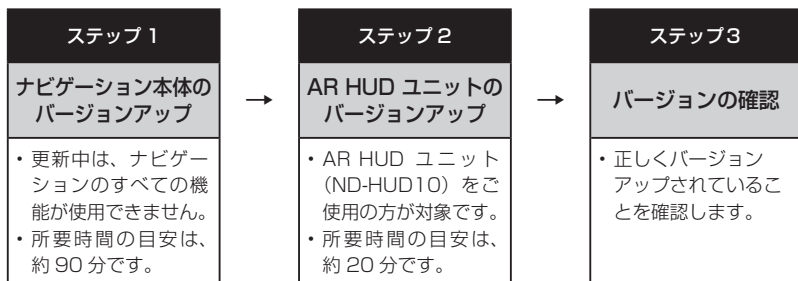 ステップ 1
ナビゲーション本体の
バージョンアップ
・更新中は、ナビゲー
ションのすべての機
能が使用できません。
・所要時間の目安は、
約 90 分です。
→
ステップ 2
AR HUD ユニットの
バージョンアップ
・AR HUD ユニット
（ND-HUD10）をご
使用の方が対象です。
・所要時間の目安は、
約 20 分です。
→
ステップ3
バージョンの確認
・正しくバージョン
アップされているこ
とを確認します。